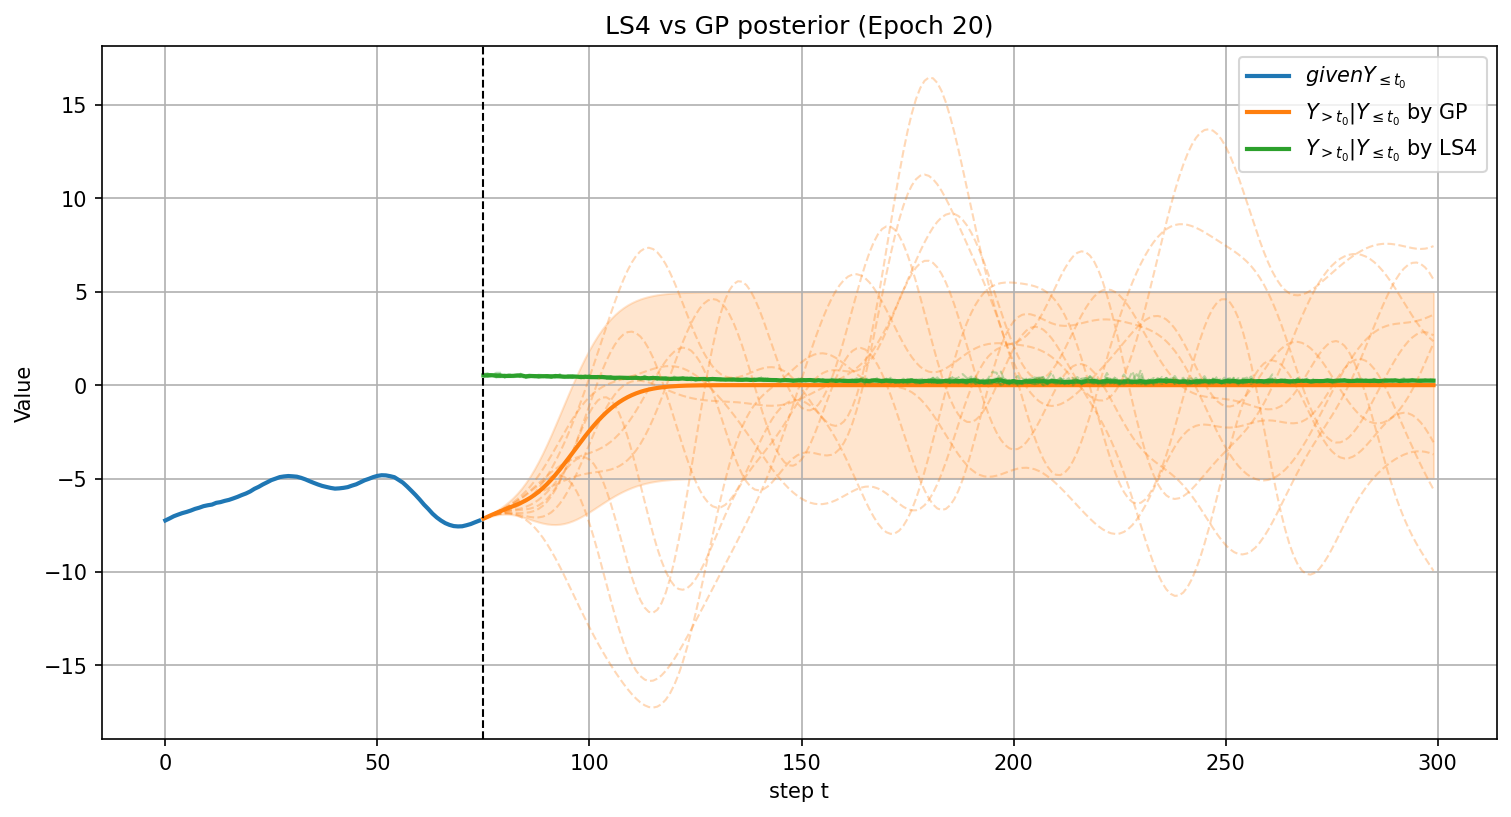 LS4 vs GP posterior (Epoch 20)
givenY≤t₀
Y>t₀|Y≤t₀ by GP
Y>t₀|Y≤t₀ by LS4
Value
15
10
5
0
−5
−10
−15
0 50 100 150 200 250 300
step t